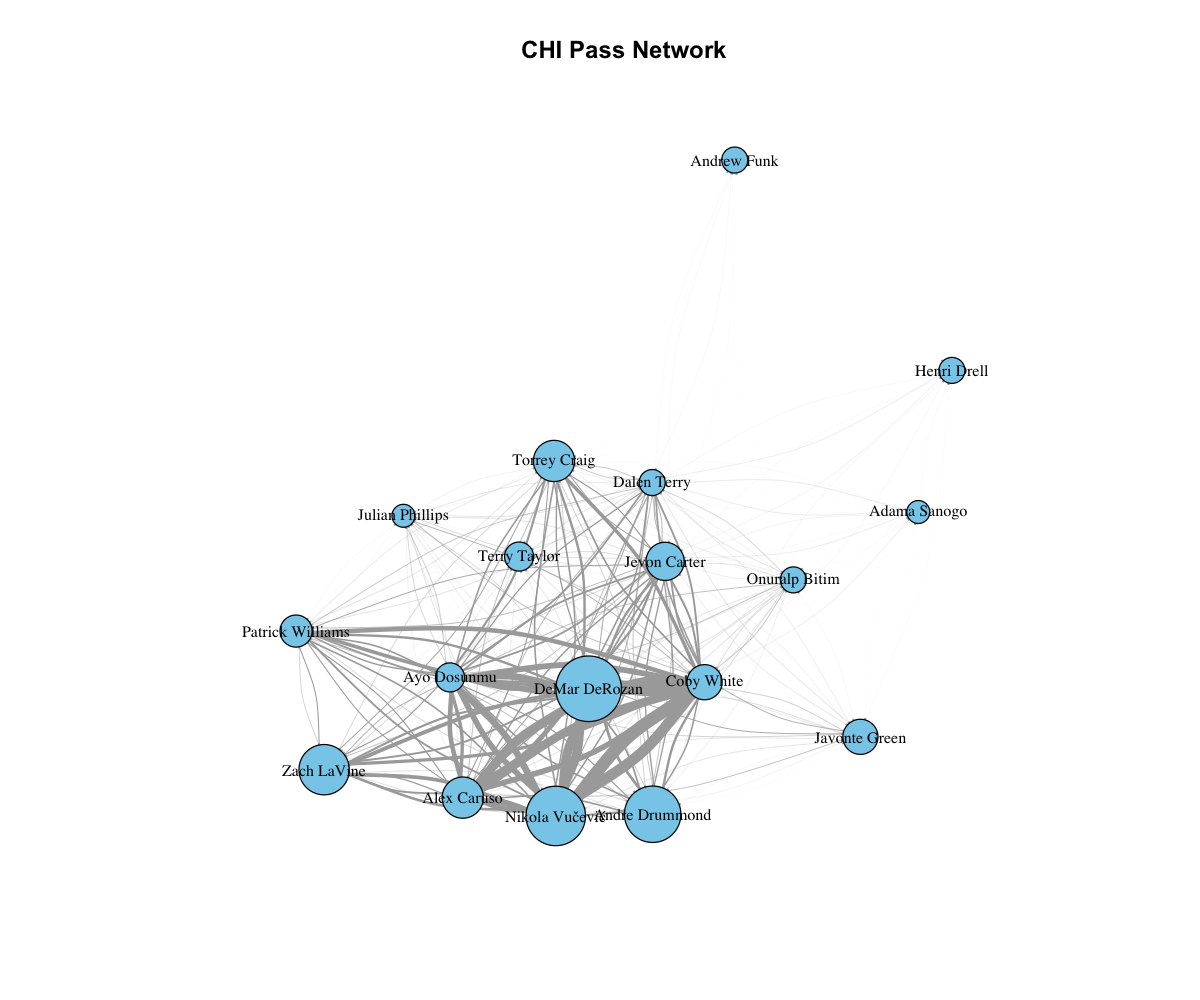 CHI Pass Network
Andrew Funk
Henri Drell
Torrey Craig
Dalen Terry
Julian Phillips
Adama Sanogo
Terry Taylor
Jevon Carter
Onuralp Bitim
Patrick Williams
Ayo Dosunmu
DeMar DeRozan
Coby White
Javonte Green
Zach LaVine
Alex Caruso
Nikola Vučević
Andre Drummond